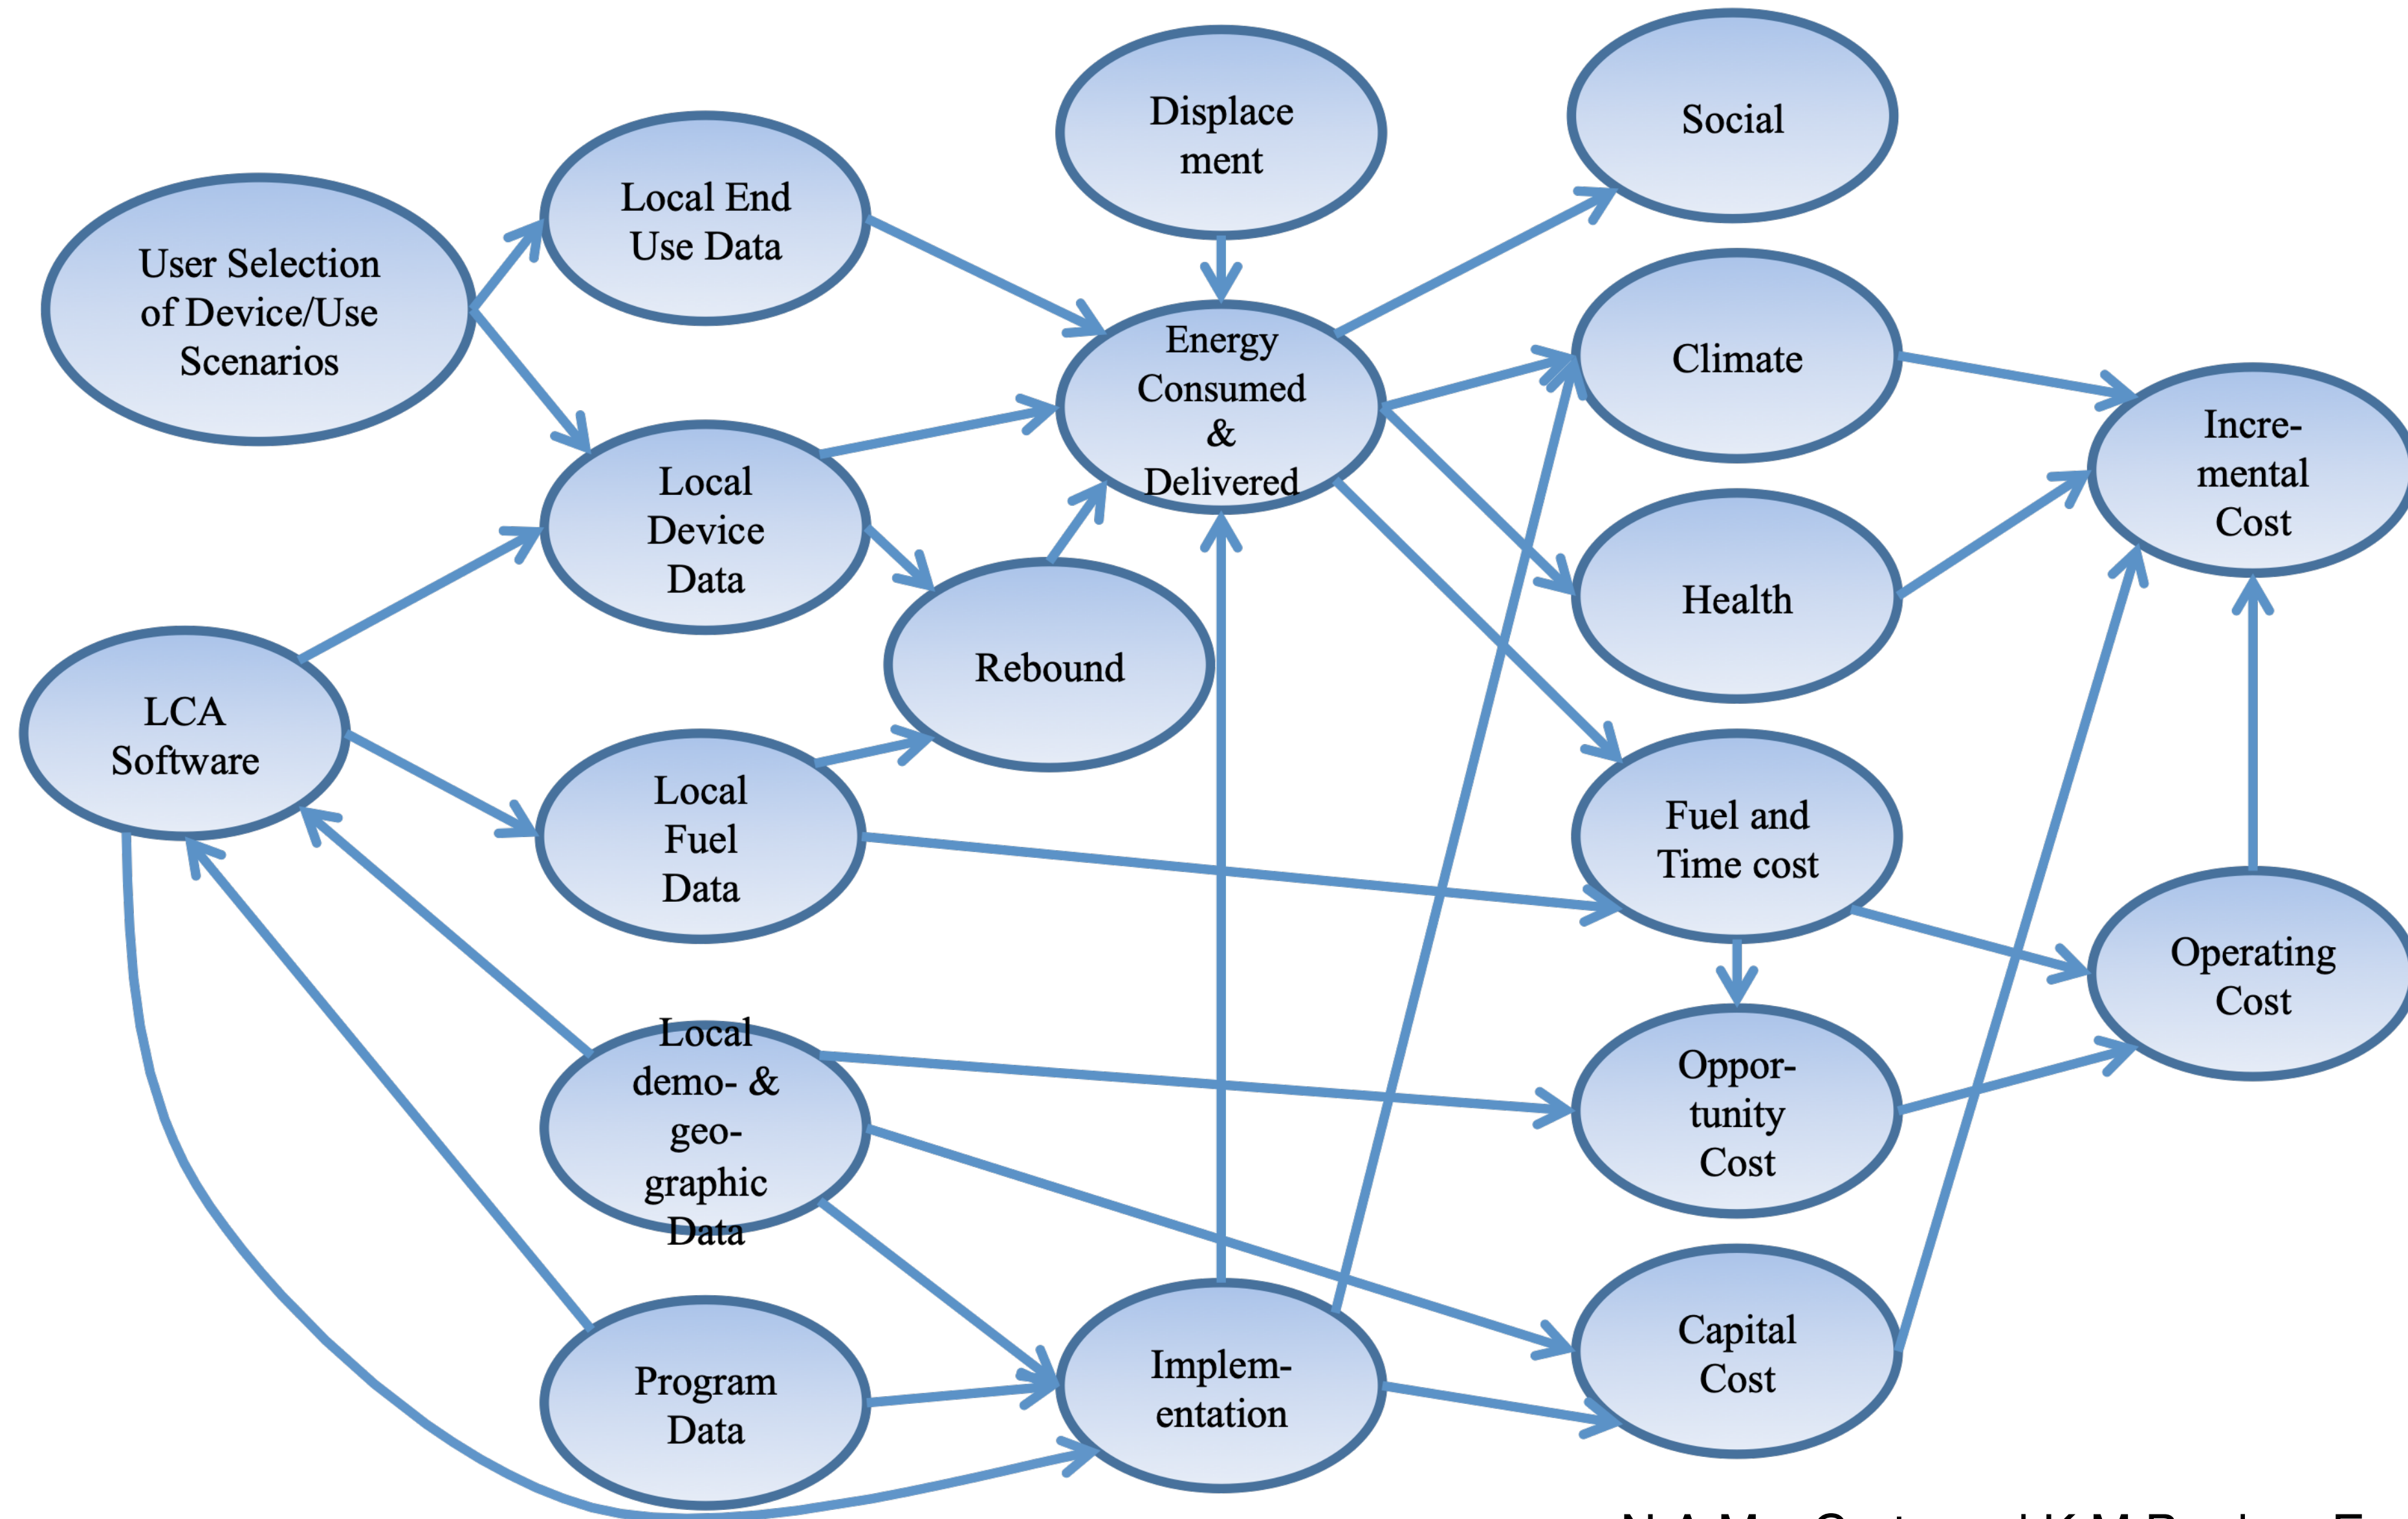 Displace
ment
Social
Local End
Use Data
User Selection
of Device/Use
Scenarios
Energy
Consumed
&
Delivered
Climate
Incre-
mental
Cost
Local
Device
Data
Health
Rebound
LCA
Software
Local
Fuel
Data
Fuel and
Time cost
Operating
Cost
Local
demo- &
geo-
graphic
Data
Oppor-
tunity
Cost
Program
Data
Implem-
entation
Capital
Cost